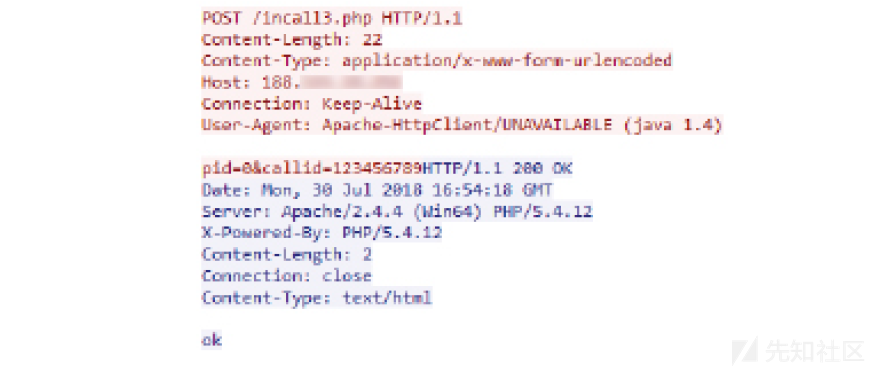 POST /incall3.php HTTP/1.1
Content-Length: 22
Content-Type: application/x-www-form-urlencoded
Host: 188.
Connection: Keep-Alive
User-Agent: Apache-HttpClient/UNAVAILABLE (java 1.4)
pid=0&callid=123456789HTTP/1.1 200 OK
Date: Mon, 30 Jul 2018 16:54:18 GMT
Server: Apache/2.4.4 (Win64) PHP/5.4.12
X-Powered-By: PHP/5.4.12
Content-Length: 2
Connection: close
Content-Type: text/html
ok
先知社区